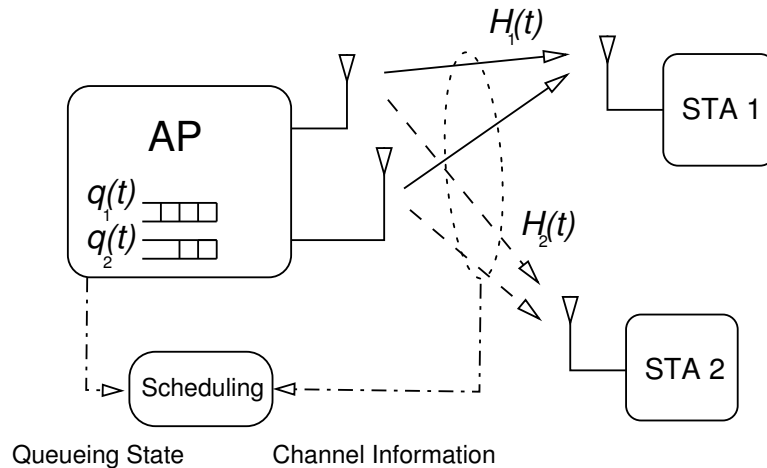 H₁(t)
STA 1
AP
q₁(t)
q₂(t)
H₂(t)
STA 2
Scheduling
Queueing State
Channel Information